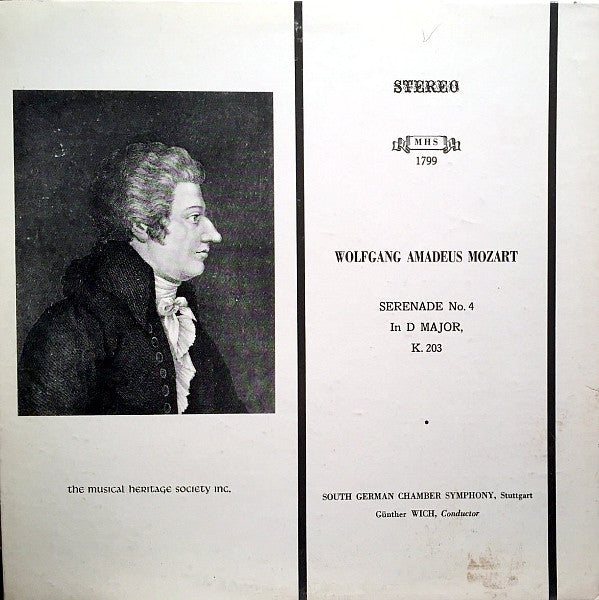 STEREO
MHS
1799
WOLFGANG AMADEUS MOZART
SERENADE No. 4
In D MAJOR,
K. 203
the musical heritage society inc.
SOUTH GERMAN CHAMBER SYMPHONY, Stuttgart
Günther WICH, Conductor